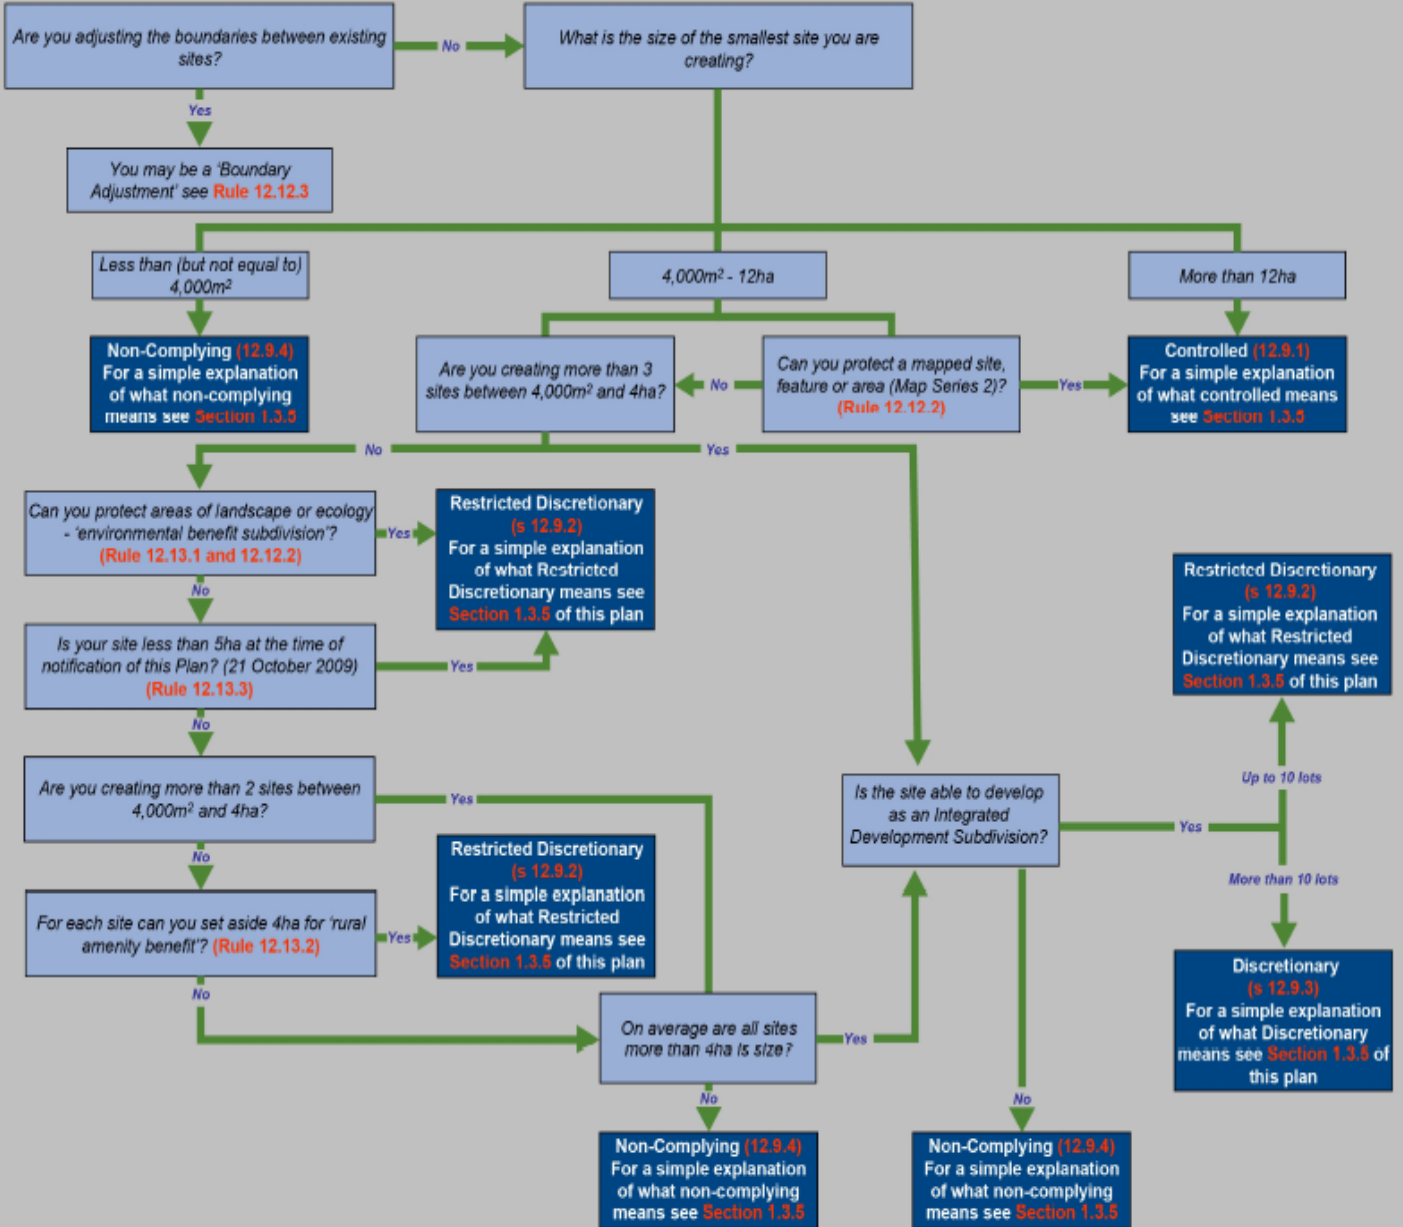 Are you adjusting the boundaries between existing
sites?
No
What is the size of the smallest site you are
creating?
Yes
You may be a ‘Boundary
Adjustment’ see Rule 12.12.3
Less than (but not equal to)
4,000m²
4,000m² - 12ha
More than 12ha
Non-Complying (12.9.4)
For a simple explanation
of what non-complying
means see Section 1.3.5
Are you creating more than 3
sites between 4,000m² and 4ha?
No
Can you protect a mapped site,
feature or area (Map Series 2)?
(Rule 12.12.2)
Yes
Controlled (12.9.1)
For a simple explanation
of what controlled means
see Section 1.3.5
No
Yes
Can you protect areas of landscape or ecology
- ‘environmental benefit subdivision’?
(Rule 12.13.1 and 12.12.2)
Yes
Restricted Discretionary
(s 12.9.2)
For a simple explanation
of what Restricted
Discretionary means see
Section 1.3.5 of this plan
No
Is your site less than 5ha at the time of
notification of this Plan? (21 October 2009)
(Rule 12.13.3)
Yes
Restricted Discretionary
(s 12.9.2)
For a simple explanation
of what Restricted
Discretionary means see
Section 1.3.5 of this plan
No
Are you creating more than 2 sites between
4,000m² and 4ha?
Yes
Is the site able to develop
as an Integrated
Development Subdivision?
Yes
Up to 10 lots
More than 10 lots
No
For each site can you set aside 4ha for ‘rural
amenity benefit’? (Rule 12.13.2)
Yes
Restricted Discretionary
(s 12.9.2)
For a simple explanation
of what Restricted
Discretionary means see
Section 1.3.5 of this plan
No
On average are all sites
more than 4ha is size?
Yes
Discretionary
(s 12.9.3)
For a simple explanation
of what Discretionary
means see Section 1.3.5 of
this plan
No
No
Non-Complying (12.9.4)
For a simple explanation
of what non-complying
means see Section 1.3.5
Non-Complying (12.9.4)
For a simple explanation
of what non-complying
means see Section 1.3.5